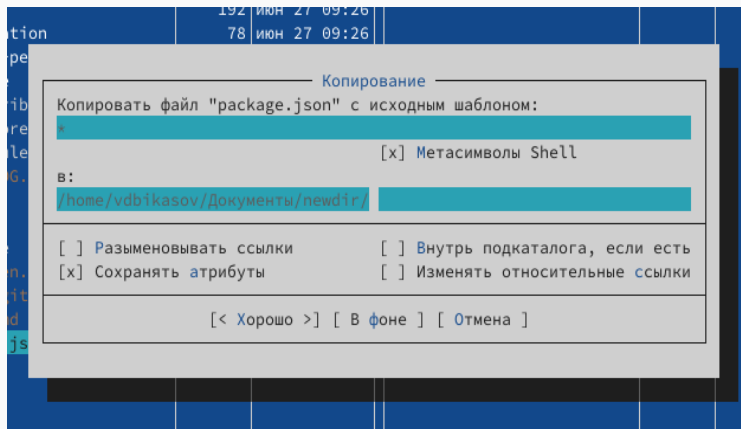 192 июн 27 09:26
ation 78 июн 27 09:26
Копирование
Копировать файл "package.json" с исходным шаблоном:
*
[x] Метасимволы Shell
в:
/home/vdbikasov/Документы/newdir/
[ ] Разыменовывать ссылки [ ] Внутрь подкаталога, если есть
[x] Сохранять атрибуты [ ] Изменять относительные ссылки
[< Хорошо >] [ В фоне ] [ Отмена ]